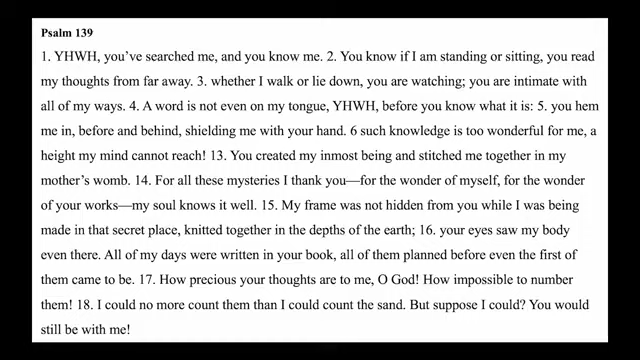 Psalm 139
1. YHWH, you’ve searched me, and you know me. 2. You know if I am standing or sitting, you read
my thoughts from far away. 3. whether I walk or lie down, you are watching; you are intimate with
all of my ways. 4. A word is not even on my tongue, YHWH, before you know what it is: 5. you hem
me in, before and behind, shielding me with your hand. 6 such knowledge is too wonderful for me, a
height my mind cannot reach! 13. You created my inmost being and stitched me together in my
mother’s womb. 14. For all these mysteries I thank you—for the wonder of myself, for the wonder
of your works—my soul knows it well. 15. My frame was not hidden from you while I was being
made in that secret place, knitted together in the depths of the earth; 16. your eyes saw my body
even there. All of my days were written in your book, all of them planned before even the first of
them came to be. 17. How precious your thoughts are to me, O God! How impossible to number
them! 18. I could no more count them than I could count the sand. But suppose I could? You would
still be with me!